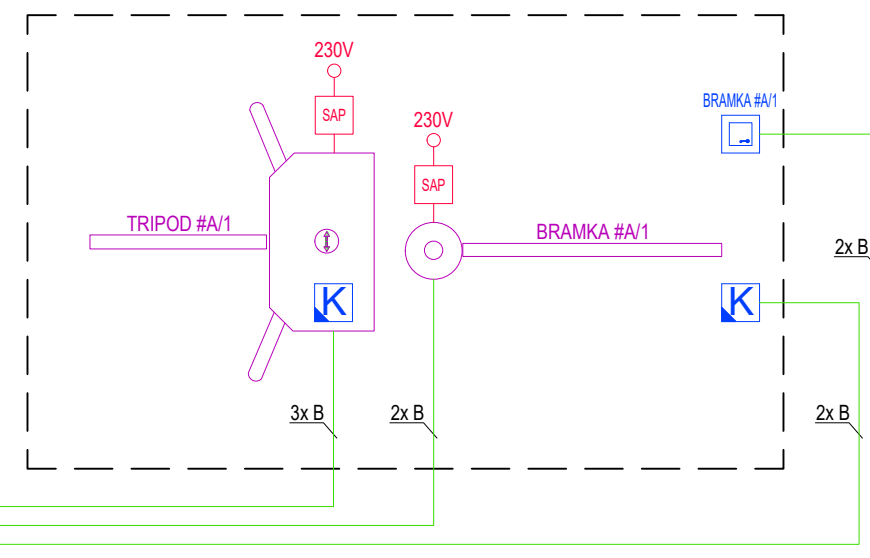 230V
SAP
BRAMKA #A/1
230V
SAP
TRIPOD #A/1
BRAMKA #A/1
2x B
K
K
3x B
2x B
2x B